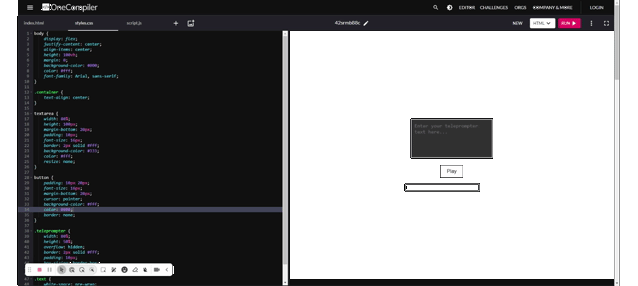 OneCompiler
EDITOR CHALLENGES ORGS COMPANY & MORE LOGIN
index.html styles.css script.js + 42srmb88c NEW HTML RUN
body {
display: flex;
justify-content: center;
align-items: center;
height: 100vh;
margin: 0;
background-color: #000;
color: #fff;
font-family: Arial, sans-serif;
}
.container {
text-align: center;
}
textarea {
width: 80%;
height: 100px;
margin-bottom: 20px;
padding: 10px;
font-size: 16px;
border: 2px solid #fff;
background-color: #333;
color: #fff;
resize: none;
}
button {
padding: 10px 20px;
font-size: 16px;
margin-bottom: 20px;
cursor: pointer;
background-color: #fff;
color: #000;
border: none;
}
.teleprompter {
width: 80%;
height: 50%;
overflow: hidden;
border: 2px solid #fff;
padding: 10px;
.text {
white-space: pre-wrap;
Enter your teleprompter
text here...
Play